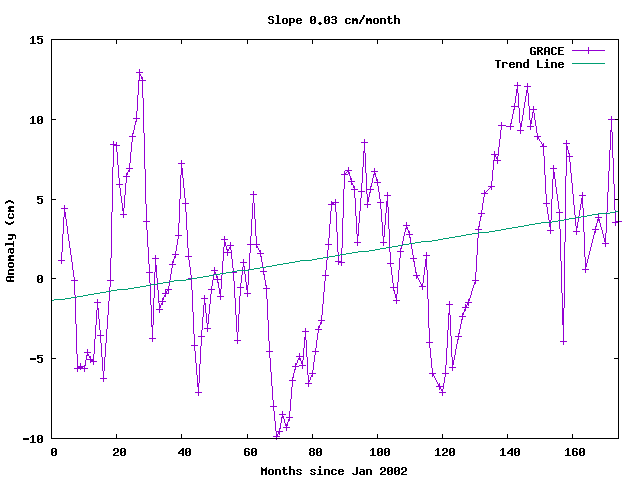 Slope 0.03 cm/month
GRACE
Trend Line
15
10
5
0
-5
-10
Anomaly (cm)
0 20 40 60 80 100 120 140 160
Months since Jan 2002